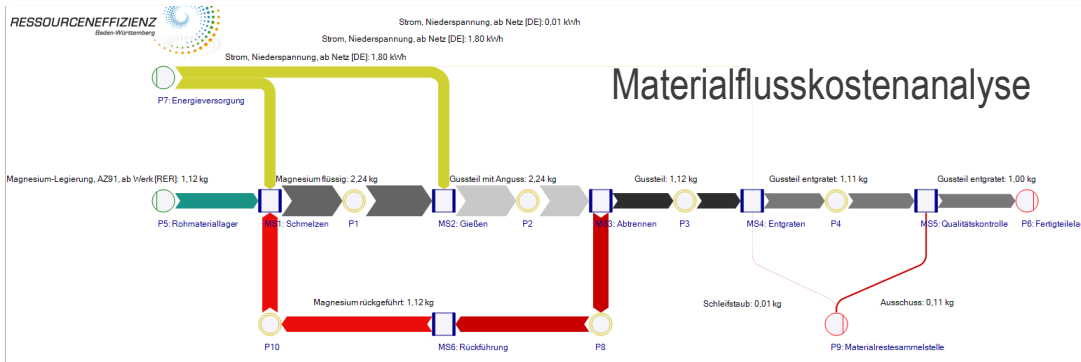 RESSOURCENEFFIZIENZ
Baden-Württemberg
Strom, Niederspannung, ab Netz [DE]: 0,01 kWh
Strom, Niederspannung, ab Netz [DE]: 1,80 kWh
Strom, Niederspannung, ab Netz [DE]: 1,80 kWh
Materialflusskostenanalyse
P7: Energieversorgung
Magnesium-Legierung, AZ91, ab Werk [RER]: 1,12 kg
Magnesium flüssig: 2,24 kg
Gussteil mit Anguss: 2,24 kg
Gussteil: 1,12 kg
Gussteil entgratet: 1,11 kg
Gussteil entgratet: 1,00 kg
P5: Rohmateriallager
MS1: Schmelzen
P1
MS2: Gießen
P2
MS3: Abtrennen
P3
MS4: Entgraten
P4
MS5: Qualitätskontrolle
P6: Fertigteilela
Magnesium rückgeführt: 1,12 kg
Schleifstaub: 0,01 kg
Ausschuss: 0,11 kg
P10
MS6: Rückführung
P8
P9: Materialrestesammelstelle